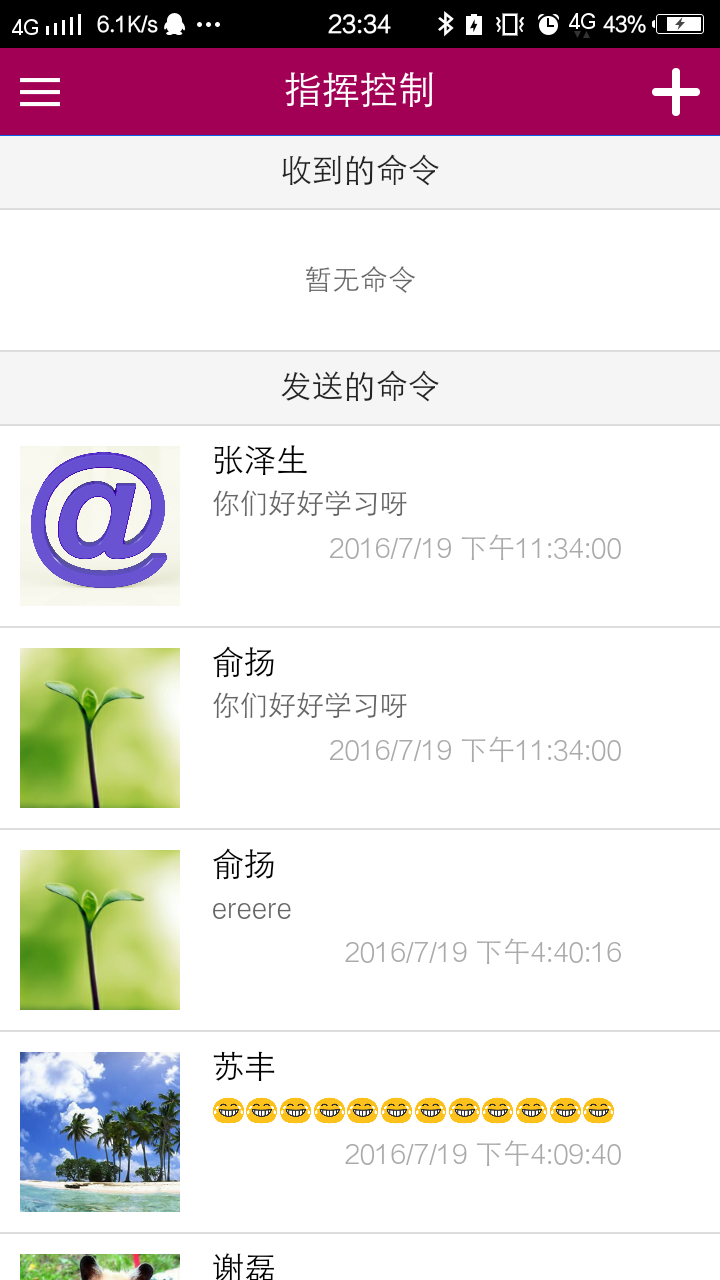 4G 6.1K/s 23:34 4G 43%
指挥控制
收到的命令
暂无命令
发送的命令
张泽生
你们好好学习呀
2016/7/19 下午11:34:00
俞扬
你们好好学习呀
2016/7/19 下午11:34:00
俞扬
ereere
2016/7/19 下午4:40:16
苏丰
😁😁😁😁😁😁😁😁😁😁😁😁
2016/7/19 下午4:09:40
谢磊